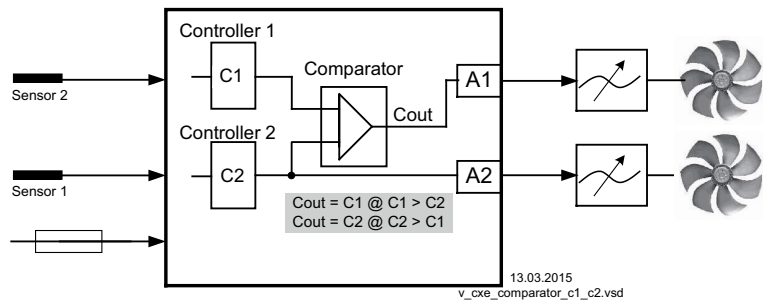 Controller 1
C1
Comparator
A1
Sensor 2
Cout
Controller 2
C2
A2
Sensor 1
Cout = C1 @ C1 > C2
Cout = C2 @ C2 > C1
13.03.2015
v_cxe_comparator_c1_c2.vsd